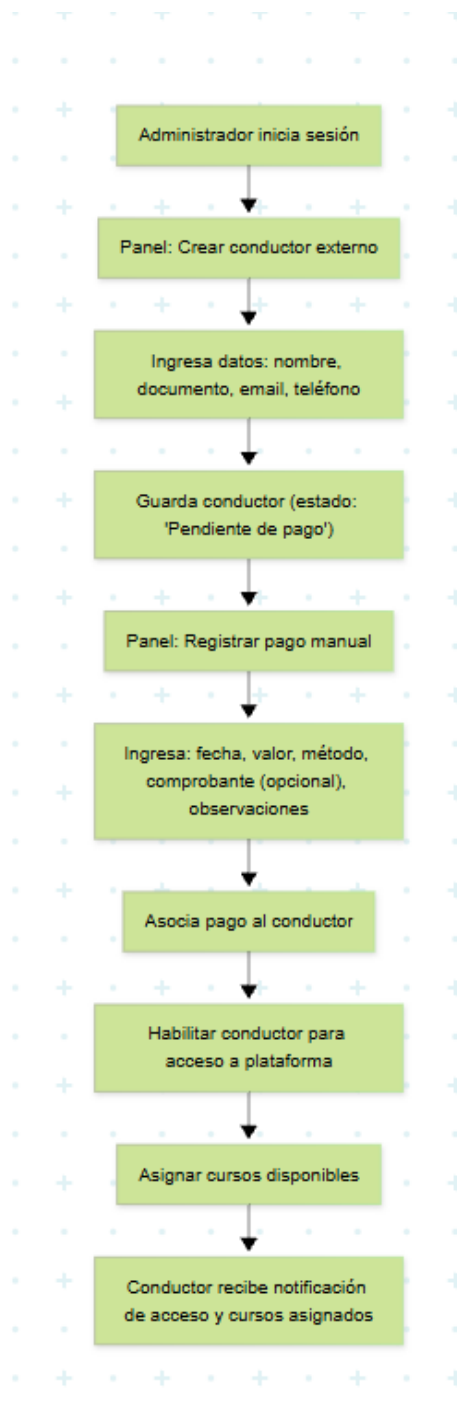 Administrador inicia sesión
Panel: Crear conductor externo
Ingresa datos: nombre,
documento, email, teléfono
Guarda conductor (estado:
'Pendiente de pago')
Panel: Registrar pago manual
Ingresa: fecha, valor, método,
comprobante (opcional),
observaciones
Asocia pago al conductor
Habilitar conductor para
acceso a plataforma
Asignar cursos disponibles
Conductor recibe notificación
de acceso y cursos asignados